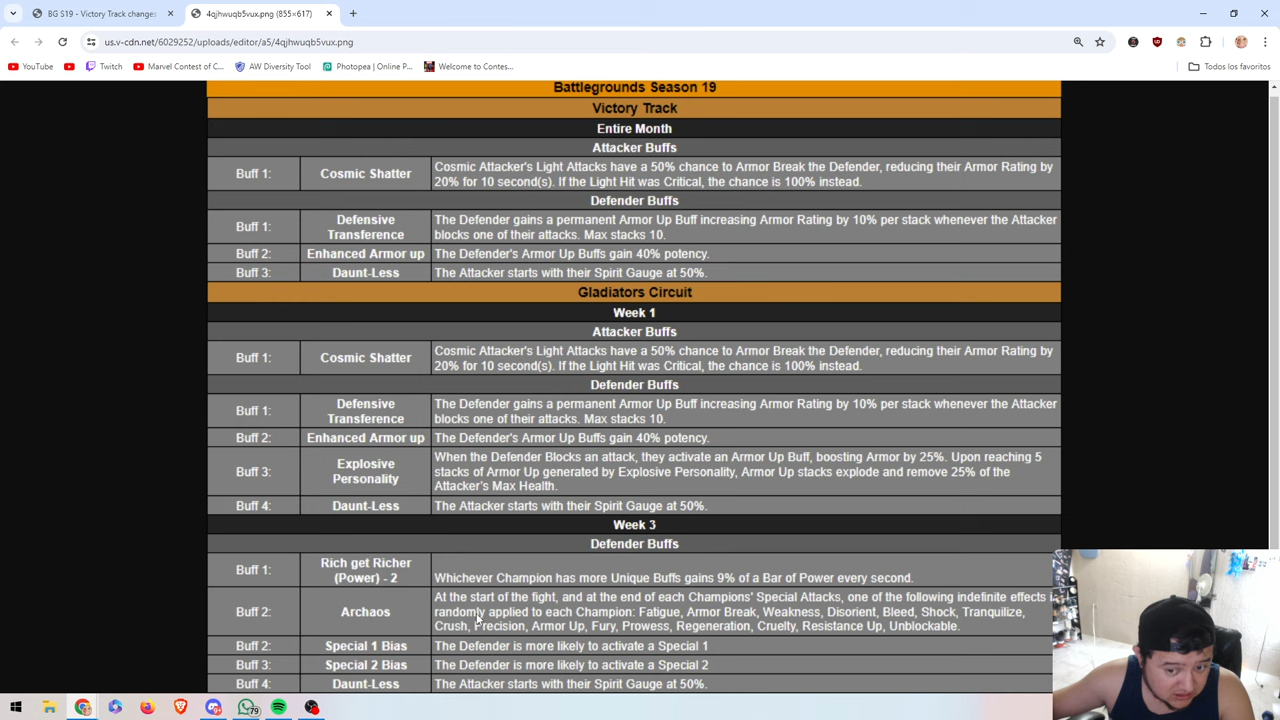 BG S19 - Victory Track changes
4qjhwuqb5vux.png (855×617)
us.v-cdn.net/6029252/uploads/editor/a5/4qjhwuqb5vux.png
YouTube
Twitch
Marvel Contest of C...
AW Diversity Tool
Photopea | Online P...
Welcome to Contes...
Todos los favoritos
Battlegrounds Season 19
Victory Track
Entire Month
Attacker Buffs
Buff 1:
Cosmic Shatter
Cosmic Attacker's Light Attacks have a 50% chance to Armor Break the Defender, reducing their Armor Rating by
20% for 10 second(s). If the Light Hit was Critical, the chance is 100% instead.
Defender Buffs
Buff 1:
Defensive
Transference
The Defender gains a permanent Armor Up Buff increasing Armor Rating by 10% per stack whenever the Attacker
blocks one of their attacks. Max stacks 10.
Buff 2:
Enhanced Armor up
The Defender's Armor Up Buffs gain 40% potency.
Buff 3:
Daunt-Less
The Attacker starts with their Spirit Gauge at 50%.
Gladiators Circuit
Week 1
Attacker Buffs
Buff 1:
Cosmic Shatter
Cosmic Attacker's Light Attacks have a 50% chance to Armor Break the Defender, reducing their Armor Rating by
20% for 10 second(s). If the Light Hit was Critical, the chance is 100% instead.
Defender Buffs
Buff 1:
Defensive
Transference
The Defender gains a permanent Armor Up Buff increasing Armor Rating by 10% per stack whenever the Attacker
blocks one of their attacks. Max stacks 10.
Buff 2:
Enhanced Armor up
The Defender's Armor Up Buffs gain 40% potency.
Buff 3:
Explosive
Personality
When the Defender Blocks an attack, they activate an Armor Up Buff, boosting Armor by 25%. Upon reaching 5
stacks of Armor Up generated by Explosive Personality, Armor Up stacks explode and remove 25% of the
Attacker's Max Health.
Buff 4:
Daunt-Less
The Attacker starts with their Spirit Gauge at 50%.
Week 3
Defender Buffs
Buff 1:
Rich get Richer
(Power) - 2
Whichever Champion has more Unique Buffs gains 9% of a Bar of Power every second.
Buff 2:
Archaos
At the start of the fight, and at the end of each Champions' Special Attacks, one of the following indefinite effects i
randomly applied to each Champion: Fatigue, Armor Break, Weakness, Disorient, Bleed, Shock, Tranquilize,
Crush, Precision, Armor Up, Fury, Prowess, Regeneration, Cruelty, Resistance Up, Unblockable.
Buff 2:
Special 1 Bias
The Defender is more likely to activate a Special 1
Buff 3:
Special 2 Bias
The Defender is more likely to activate a Special 2
Buff 4:
Daunt-Less
The Attacker starts with their Spirit Gauge at 50%.
79